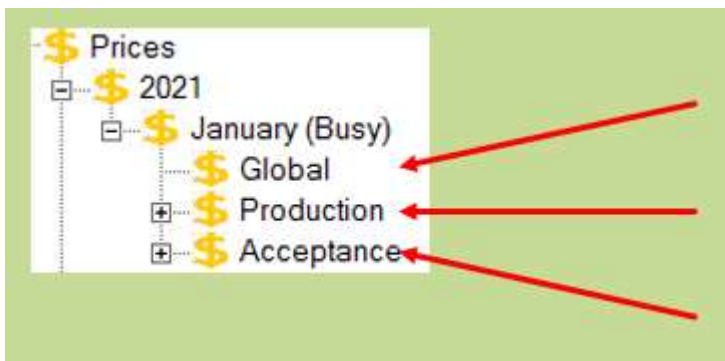 Prices
2021
January (Busy)
Global
Production
Acceptance